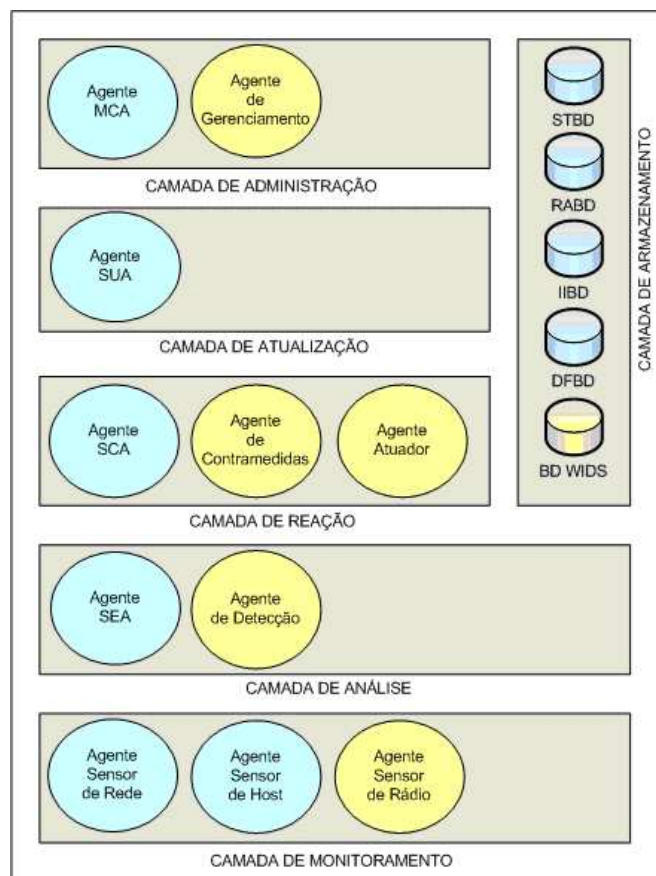 Agente
MCA
Agente
de
Gerenciamento
CAMADA DE ADMINISTRAÇÃO
Agente
SUA
CAMADA DE ATUALIZAÇÃO
Agente
SCA
Agente
de
Contramedidas
Agente
Atuador
CAMADA DE REAÇÃO
STBD
RABD
IIBD
DFBD
BD WIDS
CAMADA DE ARMAZENAMENTO
Agente
SEA
Agente
de Detecção
CAMADA DE ANÁLISE
Agente
Sensor
de Rede
Agente
Sensor
de Host
Agente
Sensor
de Rádio
CAMADA DE MONITORAMENTO